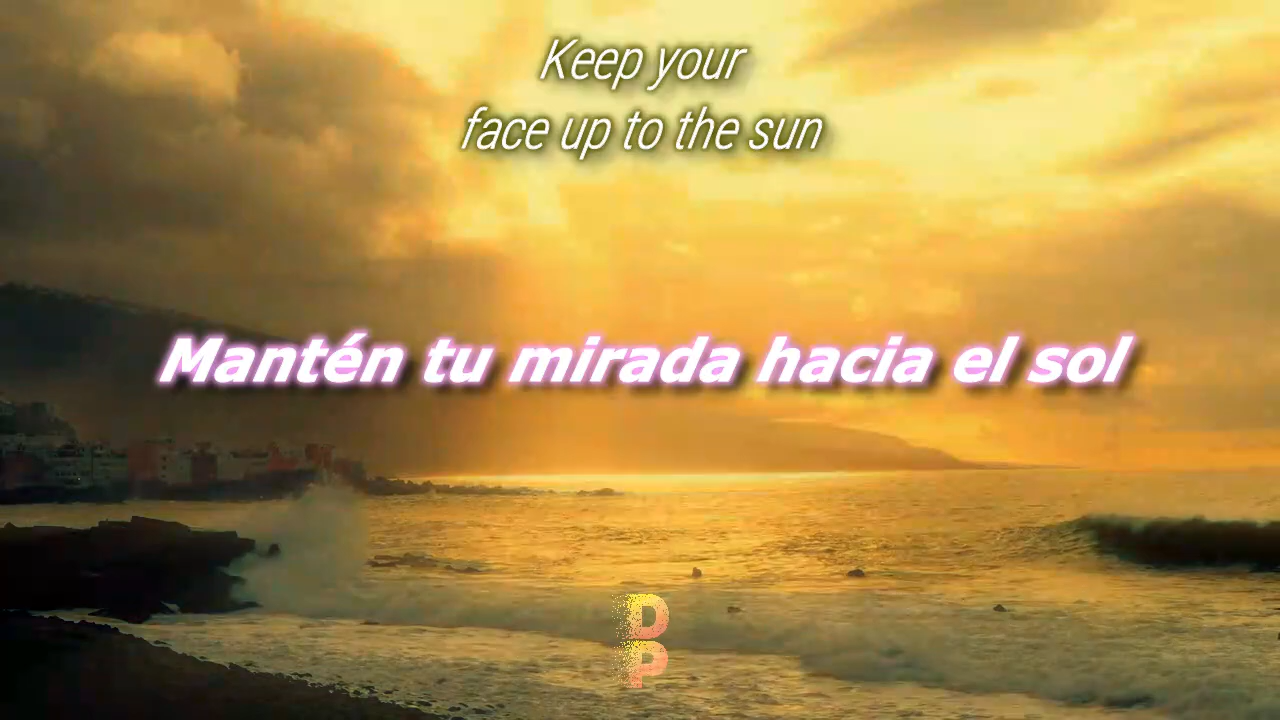 Keep your
face up to the sun
Mantén tu mirada hacia el sol
D
P